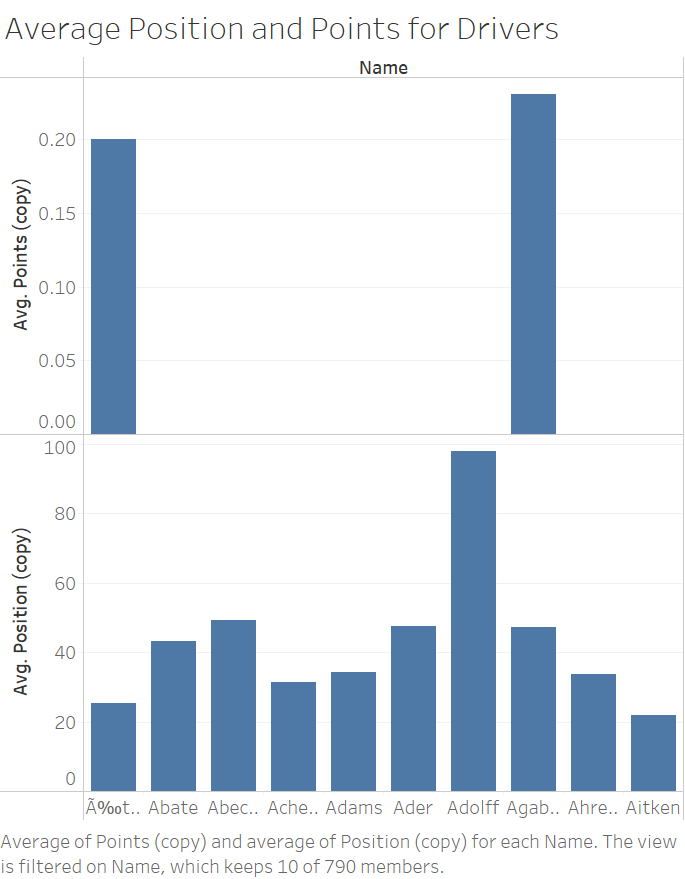 Average Position and Points for Drivers
Name
Avg. Points (copy)
0.20
0.15
0.10
0.05
0.00
Avg. Position (copy)
100
80
60
40
20
0
Ã‰t.. Abate Abec.. Ache.. Adams Ader Adolff Agab.. Ahre.. Aitken
Average of Points (copy) and average of Position (copy) for each Name. The view
is filtered on Name, which keeps 10 of 790 members.